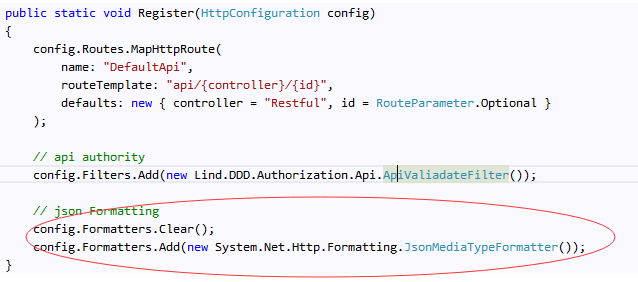 public static void Register(HttpConfiguration config)
{
    config.Routes.MapHttpRoute(
        name: "DefaultApi",
        routeTemplate: "api/{controller}/{id}",
        defaults: new { controller = "Restful", id = RouteParameter.Optional }
    );
    // api authority
    config.Filters.Add(new Lind.DDD.Authorization.Api.ApiValiadateFilter());
    // json Formatting
    config.Formatters.Clear();
    config.Formatters.Add(new System.Net.Http.Formatting.JsonMediaTypeFormatter());
}